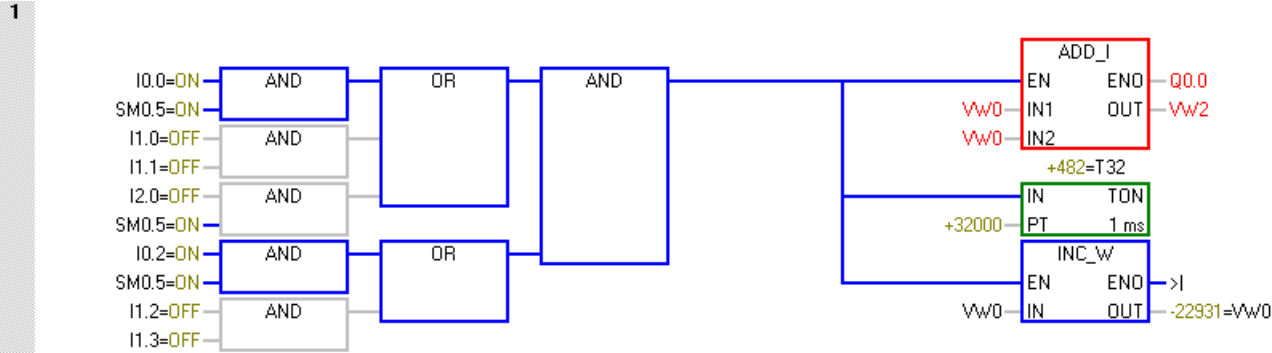 1
ADD_I
I0.0=ON AND OR AND EN ENO Q0.0
SM0.5=ON VW0 IN1 OUT VW2
I1.0=OFF AND VW0 IN2
I1.1=OFF +482=T32
I2.0=OFF AND IN TON
SM0.5=ON +32000 PT 1 ms
I0.2=ON AND OR INC_W
SM0.5=ON EN ENO >|
I1.2=OFF AND VW0 IN OUT -22931=VW0
I1.3=OFF